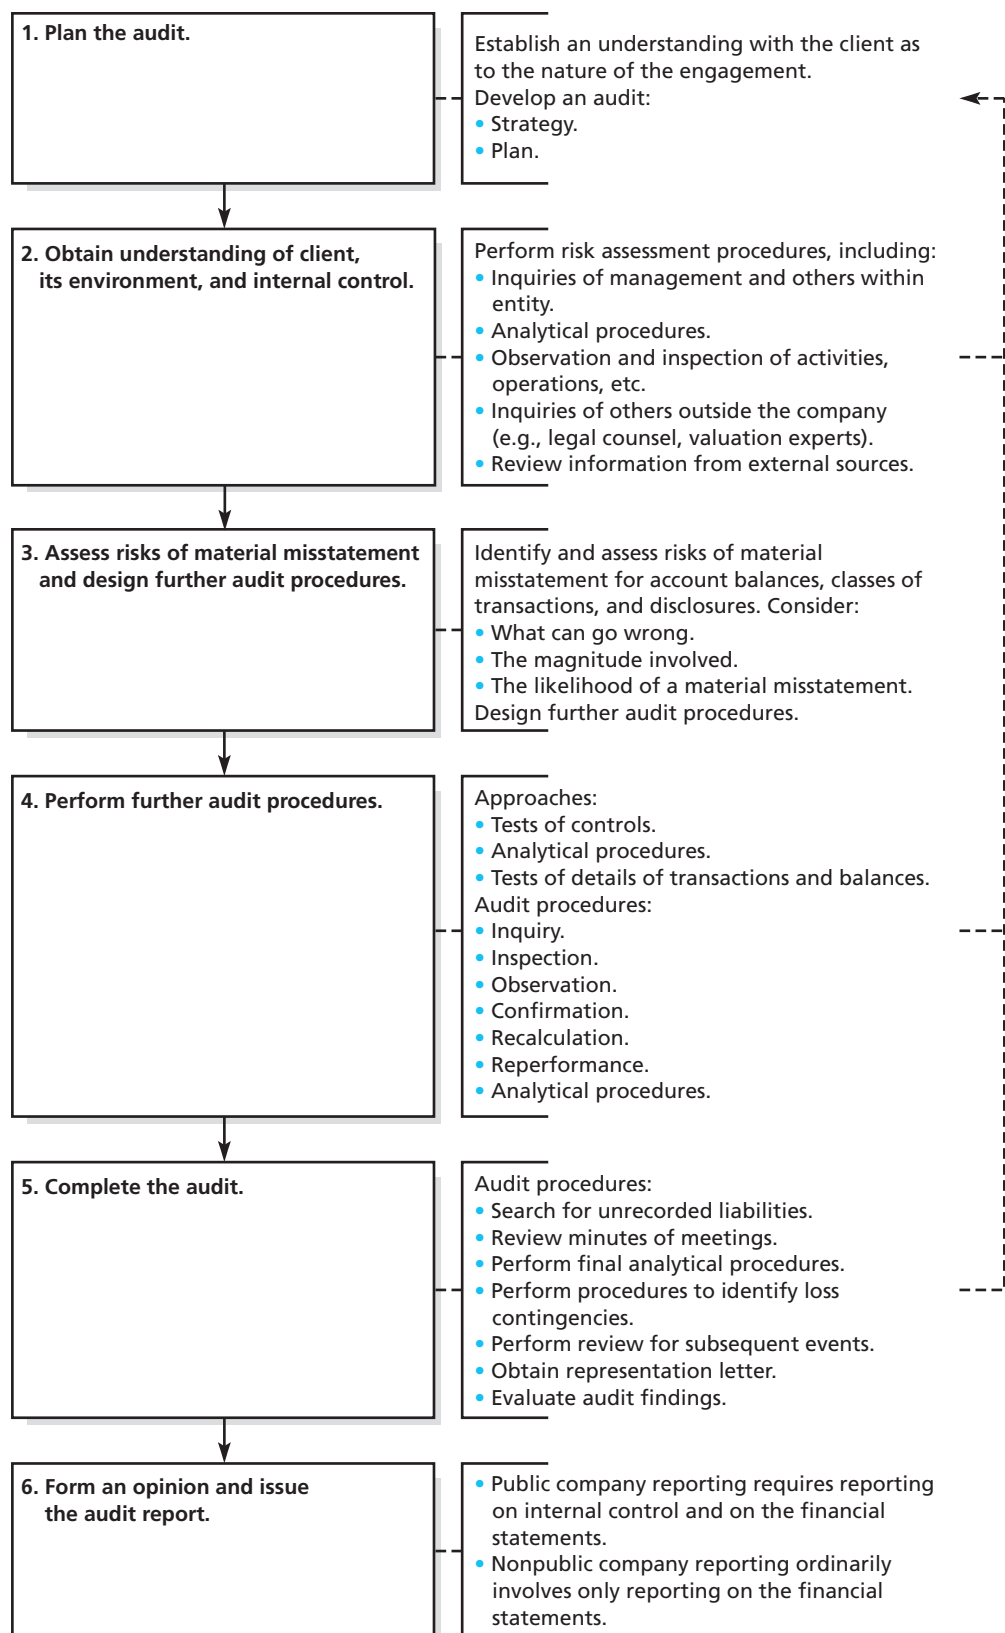 1. Plan the audit.
Establish an understanding with the client as
to the nature of the engagement.
Develop an audit:
• Strategy.
• Plan.
2. Obtain understanding of client,
its environment, and internal control.
Perform risk assessment procedures, including:
• Inquiries of management and others within
entity.
• Analytical procedures.
• Observation and inspection of activities,
operations, etc.
• Inquiries of others outside the company
(e.g., legal counsel, valuation experts).
• Review information from external sources.
3. Assess risks of material misstatement
and design further audit procedures.
Identify and assess risks of material
misstatement for account balances, classes of
transactions, and disclosures. Consider:
• What can go wrong.
• The magnitude involved.
• The likelihood of a material misstatement.
Design further audit procedures.
4. Perform further audit procedures.
Approaches:
• Tests of controls.
• Analytical procedures.
• Tests of details of transactions and balances.
Audit procedures:
• Inquiry.
• Inspection.
• Observation.
• Confirmation.
• Recalculation.
• Reperformance.
• Analytical procedures.
5. Complete the audit.
Audit procedures:
• Search for unrecorded liabilities.
• Review minutes of meetings.
• Perform final analytical procedures.
• Perform procedures to identify loss
contingencies.
• Perform review for subsequent events.
• Obtain representation letter.
• Evaluate audit findings.
6. Form an opinion and issue
the audit report.
• Public company reporting requires reporting
on internal control and on the financial
statements.
• Nonpublic company reporting ordinarily
involves only reporting on the financial
statements.